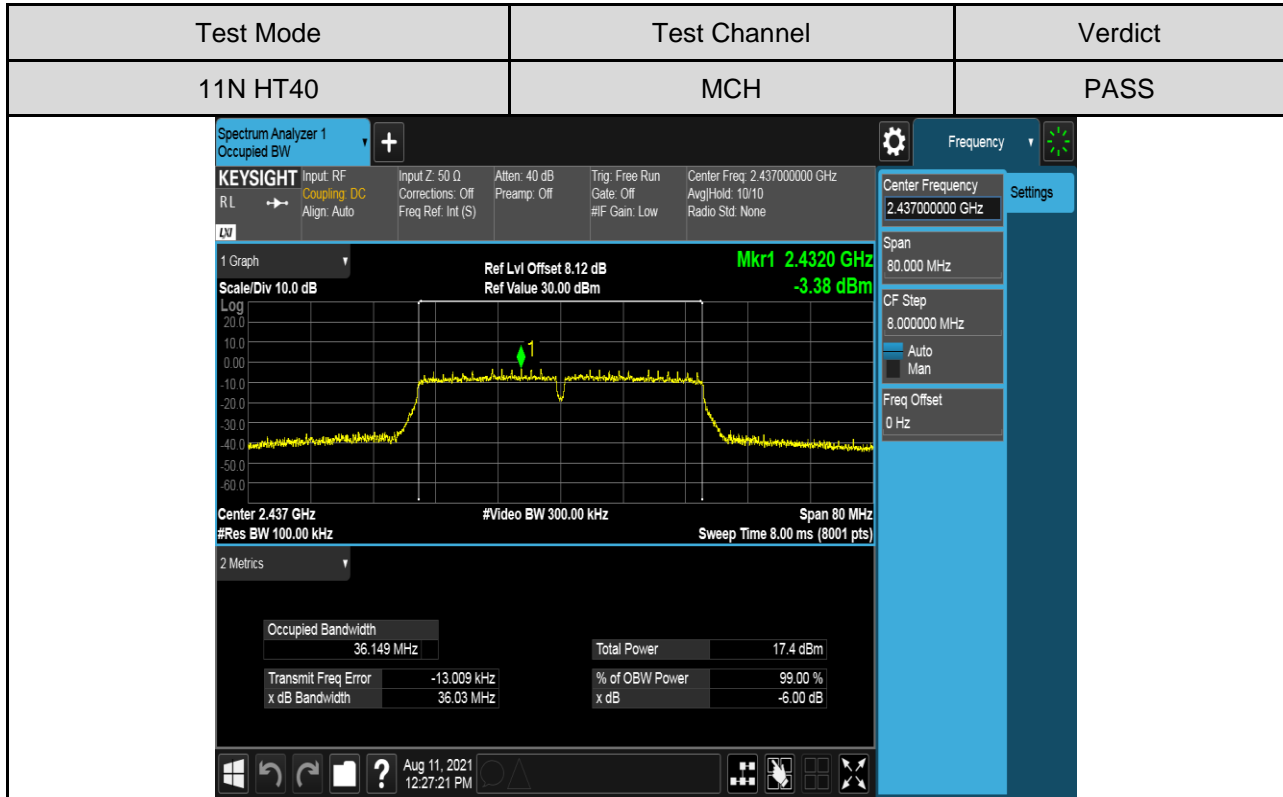 Test Mode Test Channel Verdict
11N HT40 MCH PASS
Spectrum Analyzer 1
Occupied BW
+
Frequency
KEYSIGHT Input: RF Input Z: 50 Ω Atten: 40 dB Trig: Free Run Center Freq: 2.437000000 GHz
RL Coupling: DC Corrections: Off Preamp: Off Gate: Off Avg|Hold: 10/10
Align: Auto Freq Ref: Int (S) #IF Gain: Low Radio Std: None
LXI
Center Frequency Settings
2.437000000 GHz
Span
80.000 MHz
CF Step
8.000000 MHz
Auto
Man
Freq Offset
0 Hz
1 Graph Ref Lvl Offset 8.12 dB Mkr1 2.4320 GHz
Scale/Div 10.0 dB Ref Value 30.00 dBm -3.38 dBm
Log
20.0
10.0
0.00
-10.0
-20.0
-30.0
-40.0
-50.0
-60.0
1
Center 2.437 GHz #Video BW 300.00 kHz Span 80 MHz
#Res BW 100.00 kHz Sweep Time 8.00 ms (8001 pts)
2 Metrics
Occupied Bandwidth
36.149 MHz Total Power 17.4 dBm
Transmit Freq Error -13.009 kHz % of OBW Power 99.00 %
x dB Bandwidth 36.03 MHz x dB -6.00 dB
? Aug 11, 2021
12:27:21 PM